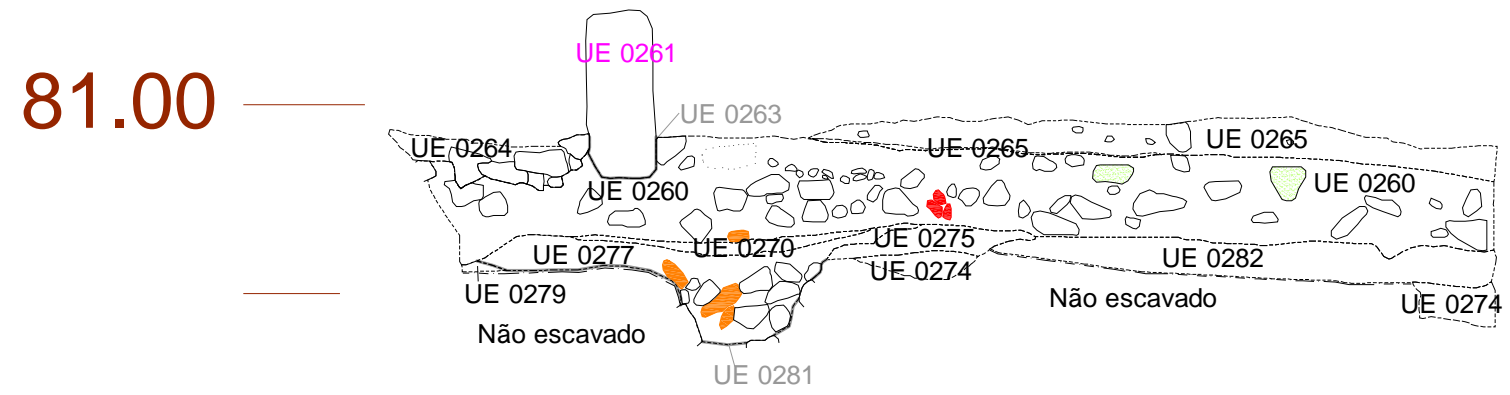 UE 0261
81.00
UE 0263
UE 0264
UE 0265
UE 0265
UE 0260
UE 0260
UE 0277
UE 0270
UE 0275
UE 0282
UE 0274
UE 0279
Não escavado
UE 0274
Não escavado
UE 0281